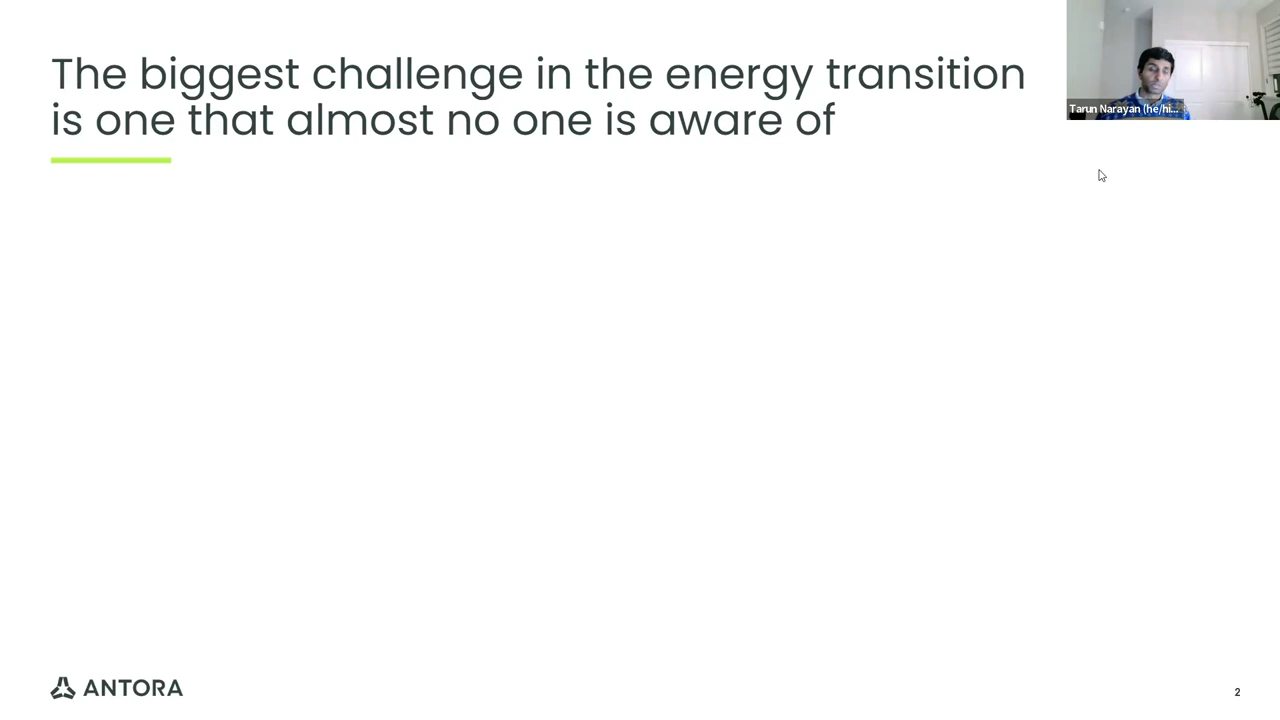 The biggest challenge in the energy transition
is one that almost no one is aware of
Tarun Narayan (he/hi...
ANTORA
2